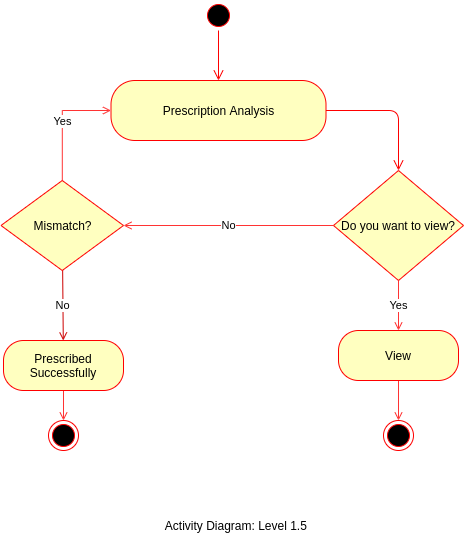 Prescription Analysis
Yes
Mismatch?
No
Do you want to view?
No
Yes
Prescribed
Successfully
View
Activity Diagram: Level 1.5